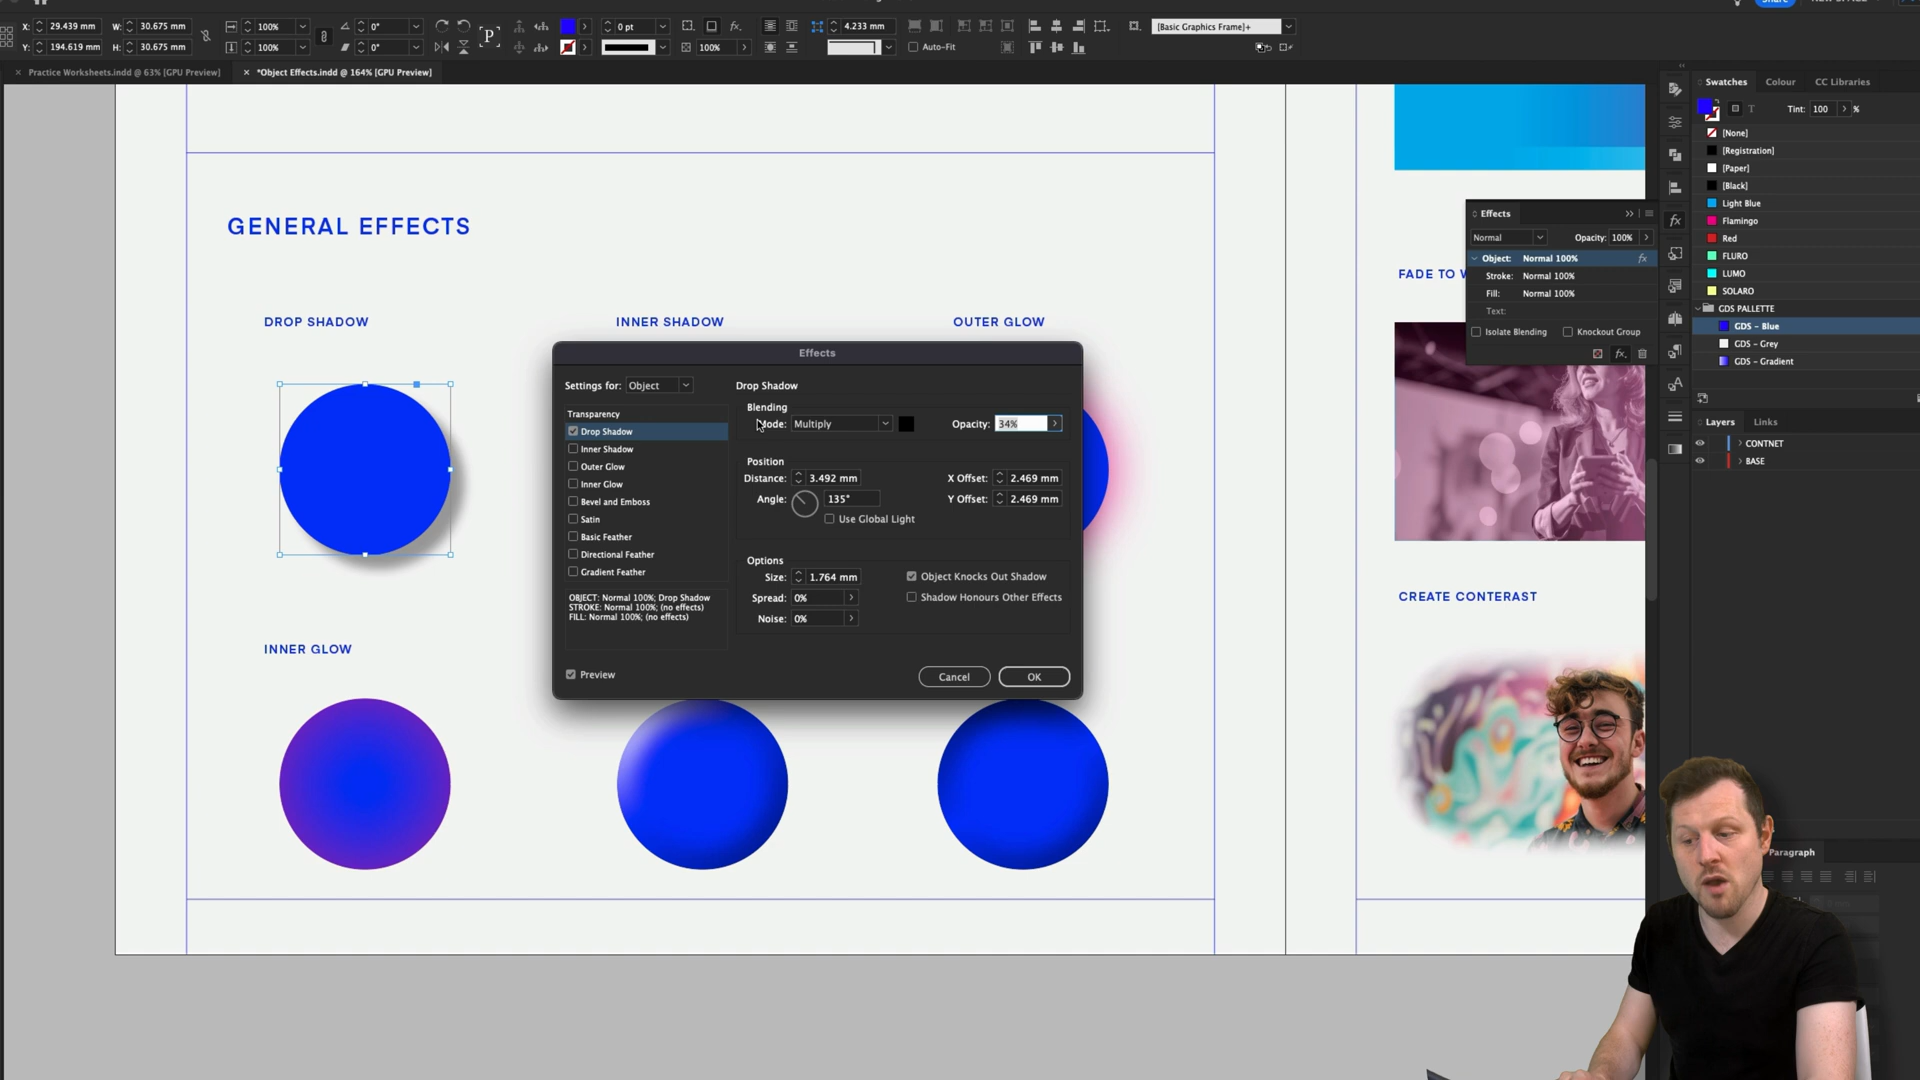 X: 29.439 mm W: 30.675 mm 100% 0° P 0 pt fx. 4.233 mm [Basic Graphics Frame]+
Y: 194.619 mm H: 30.675 mm 100% 0° 100% Auto-Fit
× Practice Worksheets.indd @ 63% [GPU Preview] × *Object Effects.indd @ 164% [GPU Preview]
GENERAL EFFECTS
DROP SHADOW
INNER SHADOW
OUTER GLOW
INNER GLOW
FADE TO W
CREATE CONTERAST
Effects
Settings for: Object
Transparency
Drop Shadow
Inner Shadow
Outer Glow
Inner Glow
Bevel and Emboss
Satin
Basic Feather
Directional Feather
Gradient Feather
OBJECT: Normal 100%; Drop Shadow
STROKE: Normal 100%; (no effects)
FILL: Normal 100%; (no effects)
Preview
Drop Shadow
Blending
Mode: Multiply Opacity: 34%
Position
Distance: 3.492 mm X Offset: 2.469 mm
Angle: 135° Y Offset: 2.469 mm
Use Global Light
Options
Size: 1.764 mm Object Knocks Out Shadow
Spread: 0% Shadow Honours Other Effects
Noise: 0%
Cancel OK
Effects
Normal Opacity: 100%
Object: Normal 100% fx
Stroke: Normal 100%
Fill: Normal 100%
Text:
Isolate Blending Knockout Group
fx.
fx
Swatches Colour CC Libraries
T Tint: 100 %
[None]
[Registration]
[Paper]
[Black]
Light Blue
Flamingo
Red
FLURO
LUMO
SOLARO
GDS PALLETTE
GDS - Blue
GDS - Grey
GDS - Gradient
Layers Links
CONTNET
BASE
Paragraph